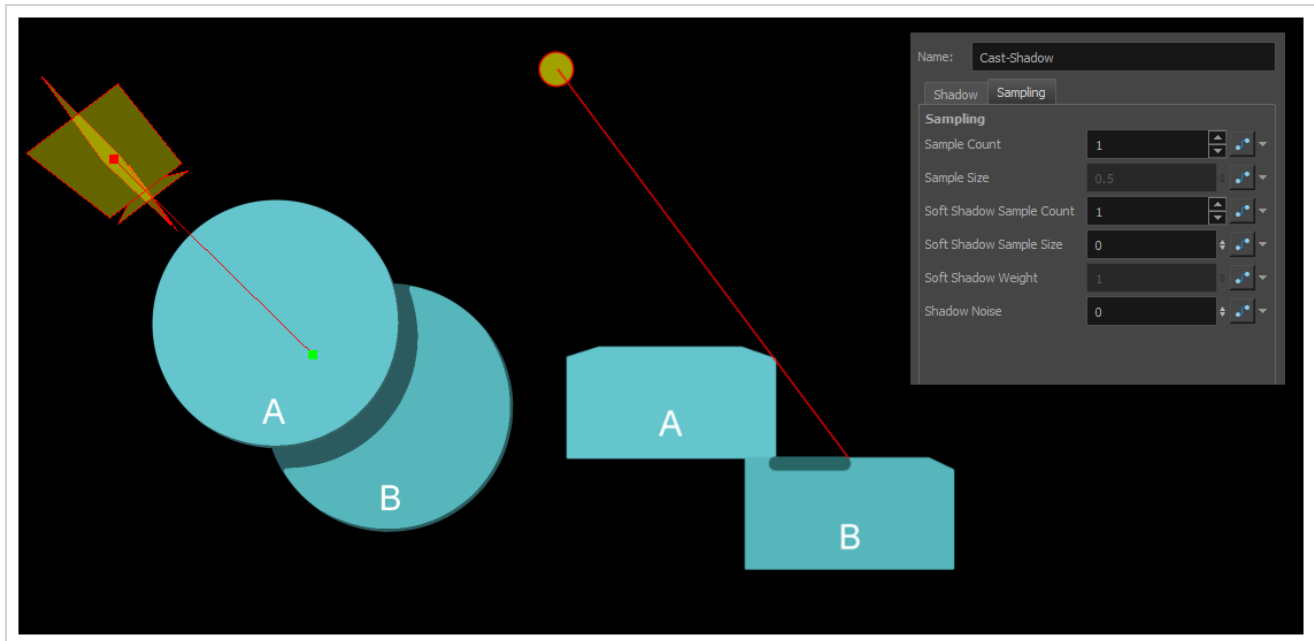 Name: Cast-Shadow
Shadow Sampling
Sampling
Sample Count 1
Sample Size 0.5
Soft Shadow Sample Count 1
Soft Shadow Sample Size 0
Soft Shadow Weight 1
Shadow Noise 0
A
B
A
B